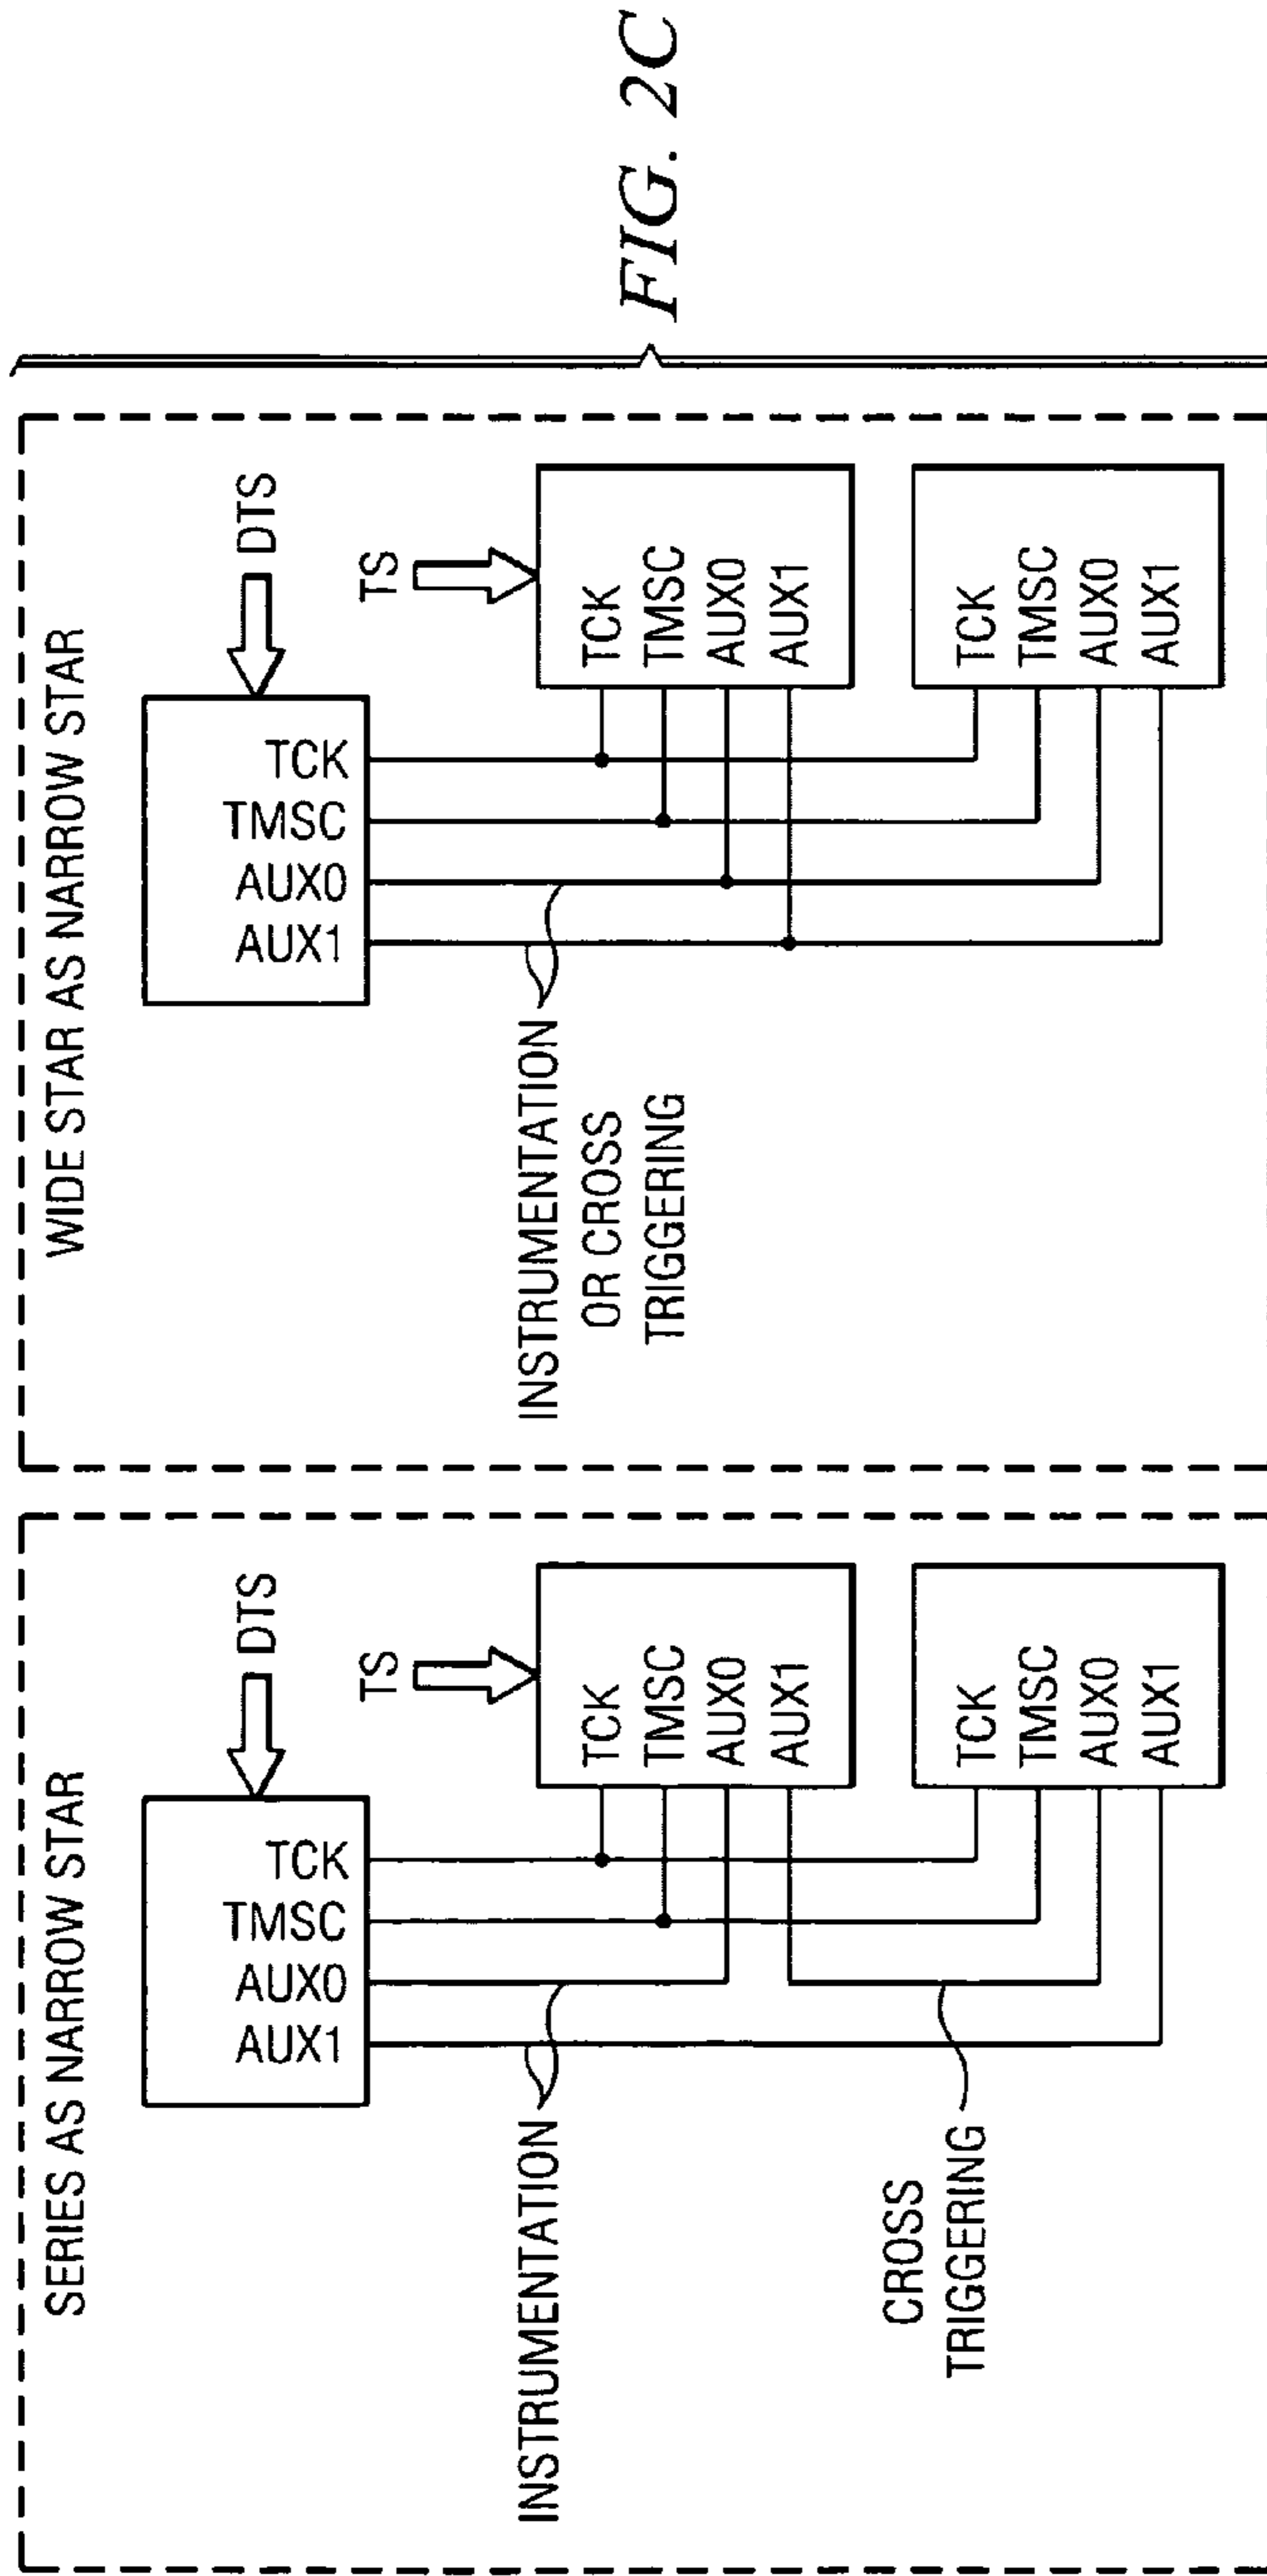 SERIES AS NARROW STAR
DTS
TCK
TMSC
AUX0
AUX1
TS
TCK
TMSC
AUX0
AUX1
INSTRUMENTATION
TCK
TMSC
AUX0
AUX1
CROSS
TRIGGERING
WIDE STAR AS NARROW STAR
DTS
TCK
TMSC
AUX0
AUX1
TS
TCK
TMSC
AUX0
AUX1
INSTRUMENTATION
OR CROSS
TRIGGERING
TCK
TMSC
AUX0
AUX1
FIG. 2C